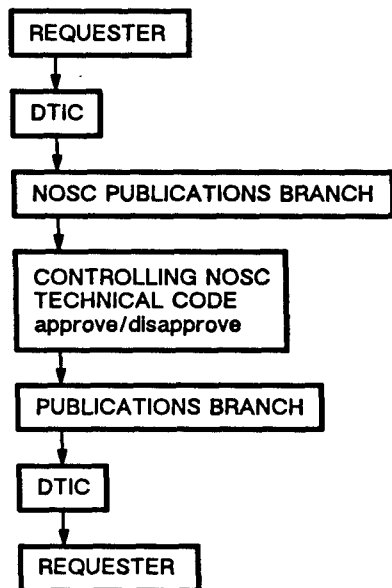 REQUESTER
DTIC
NOSC PUBLICATIONS BRANCH
CONTROLLING NOSC
TECHNICAL CODE
approve/disapprove
PUBLICATIONS BRANCH
DTIC
REQUESTER